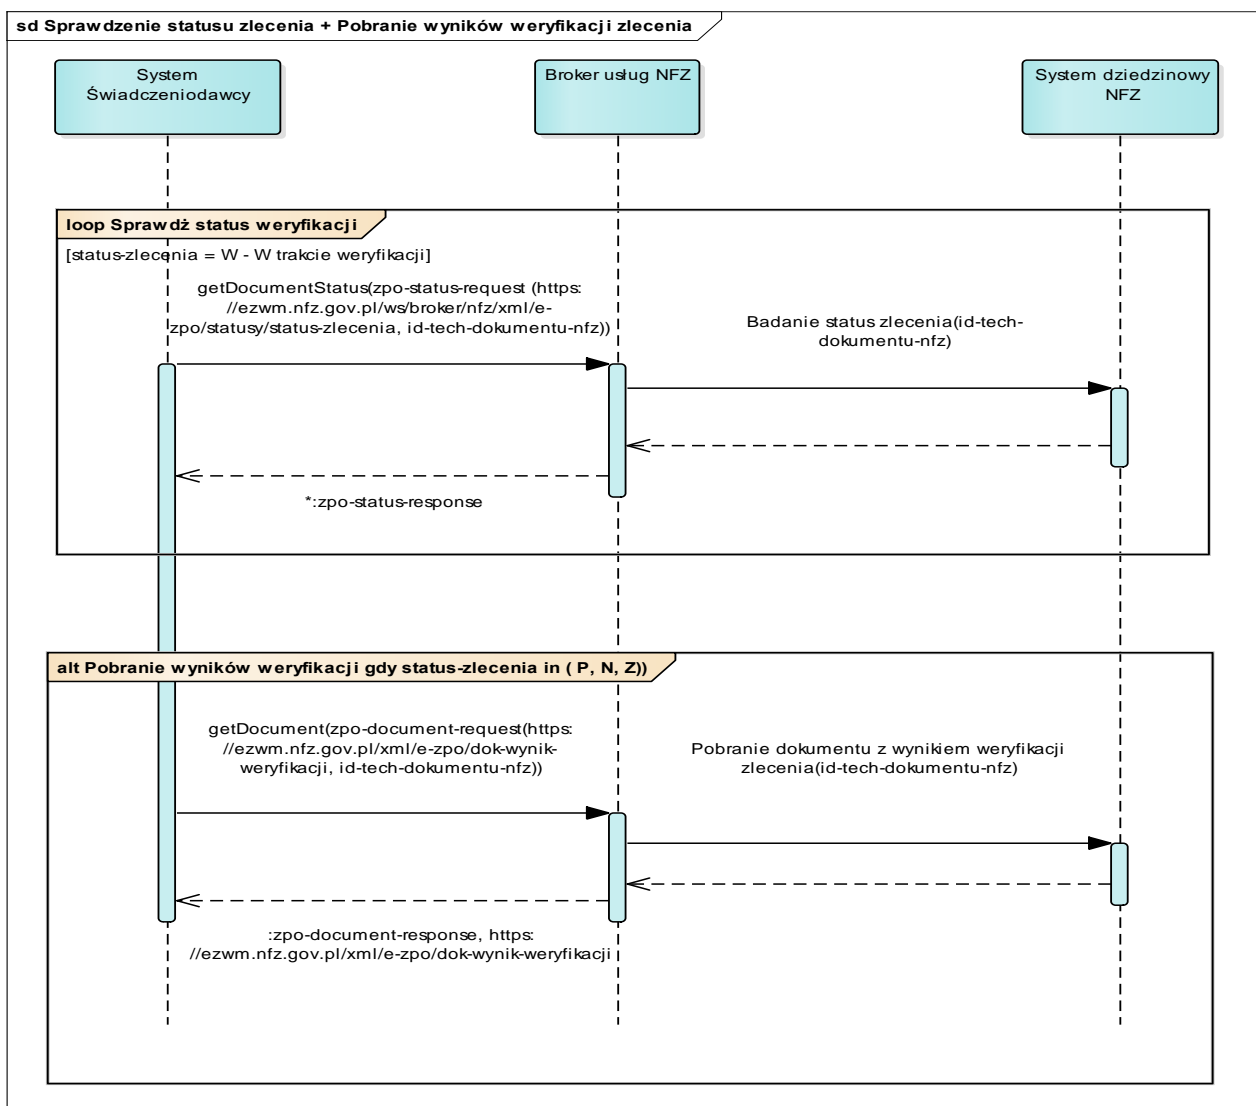 sd Sprawdzenie statusu zlecenia + Pobranie wyników weryfikacji zlecenia
System
Świadczeniodawcy
Broker usług NFZ
System dziedzinowy
NFZ
loop Sprawdź status weryfikacji
[status-zlecenia = W - W trakcie weryfikacji]
getDocumentStatus(zpo-status-request (https:
//ezwm.nfz.gov.pl/ws/broker/nfz/xml/e-
zpo/statusy/status-zlecenia, id-tech-dokumentu-nfz))
Badanie status zlecenia(id-tech-
dokumentu-nfz)
*:zpo-status-response
alt Pobranie wyników weryfikacji gdy status-zlecenia in ( P, N, Z))
getDocument(zpo-document-request(https:
//ezwm.nfz.gov.pl/xml/e-zpo/dok-wynik-
weryfikacji, id-tech-dokumentu-nfz))
Pobranie dokumentu z wynikiem weryfikacji
zlecenia(id-tech-dokumentu-nfz)
:zpo-document-response, https:
//ezwm.nfz.gov.pl/xml/e-zpo/dok-wynik-weryfikacji